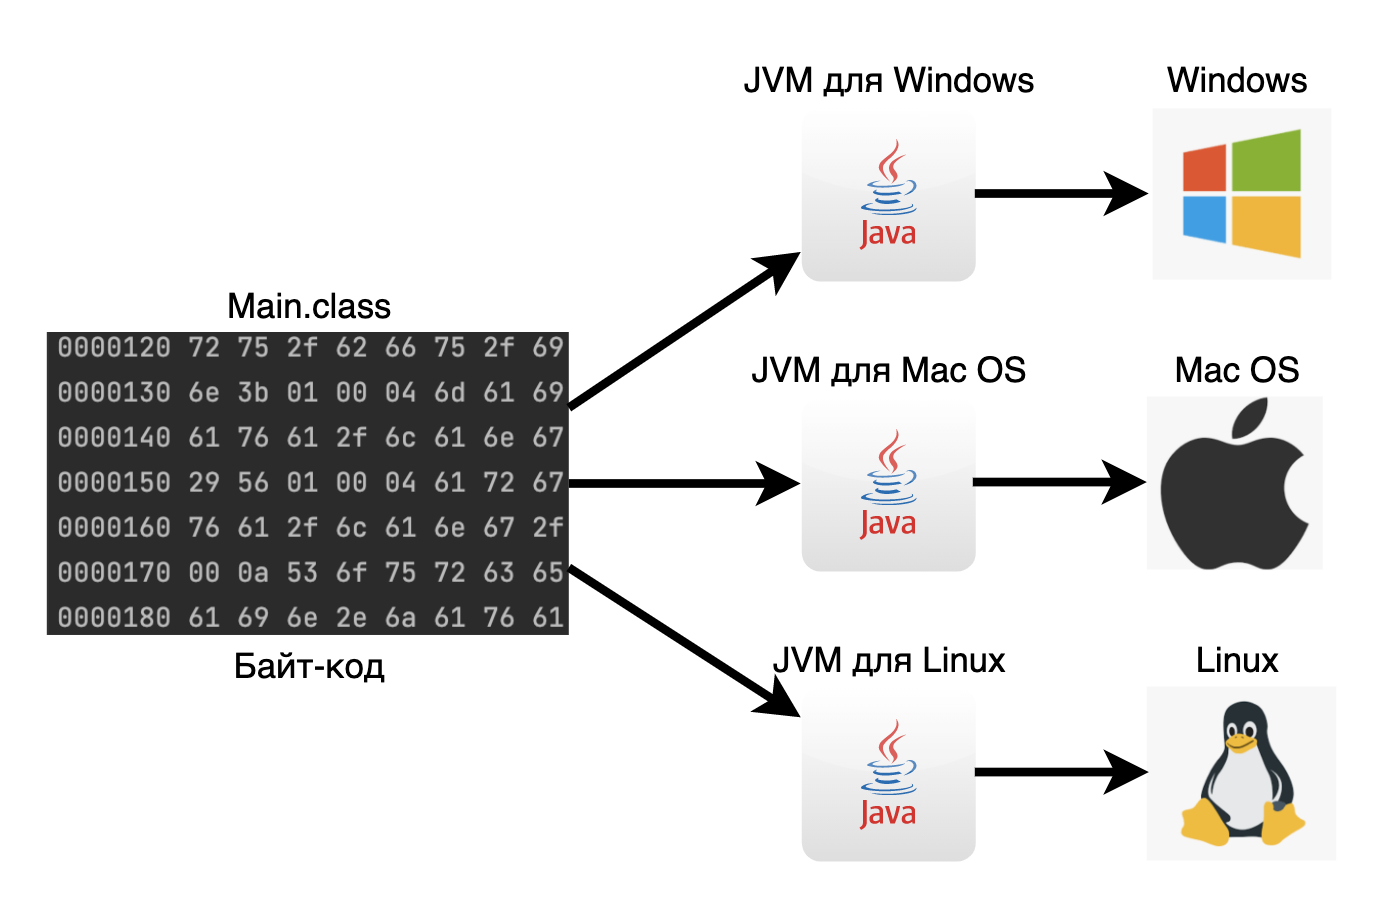 JVM для Windows
Windows
Java
Main.class
0000120 72 75 2f 62 66 75 2f 69
0000130 6e 3b 01 00 04 6d 61 69
0000140 61 76 61 2f 6c 61 6e 67
0000150 29 56 01 00 04 61 72 67
0000160 76 61 2f 6c 61 6e 67 2f
0000170 00 0a 53 6f 75 72 63 65
0000180 61 69 6e 2e 6a 61 76 61
Байт-код
JVM для Mac OS
Mac OS
Java
JVM для Linux
Linux
Java